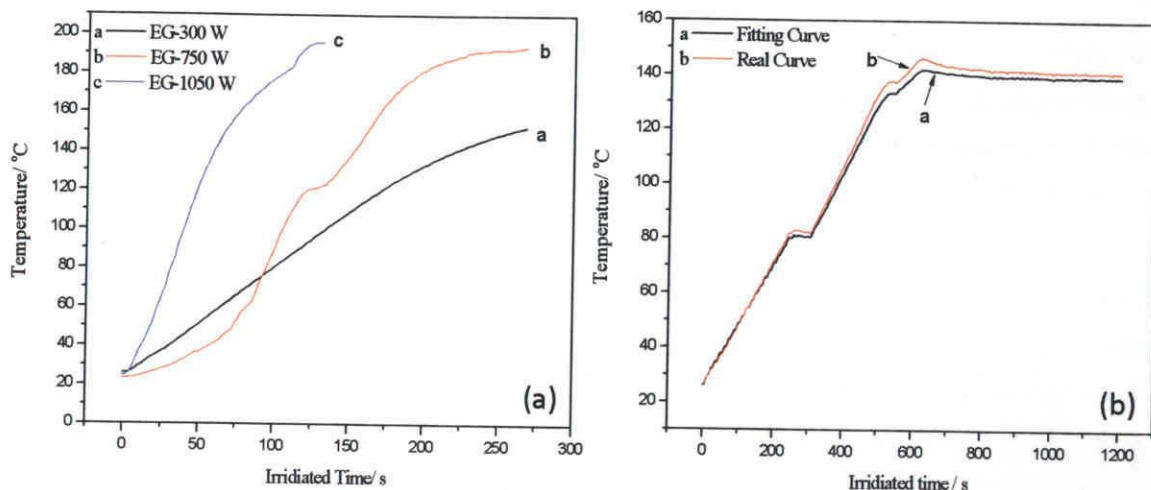 200
180
160
140
120
100
80
60
40
20
0
Temperature/ °C
a EG-300 W
b EG-750 W
c EG-1050 W
c
b
a
(a)
0 50 100 150 200 250 300
Irridiated Time/ s
160
140
120
100
80
60
40
20
Temperature/ °C
a Fitting Curve
b Real Curve
b
a
(b)
0 200 400 600 800 1000 1200
Irridiated time/ s